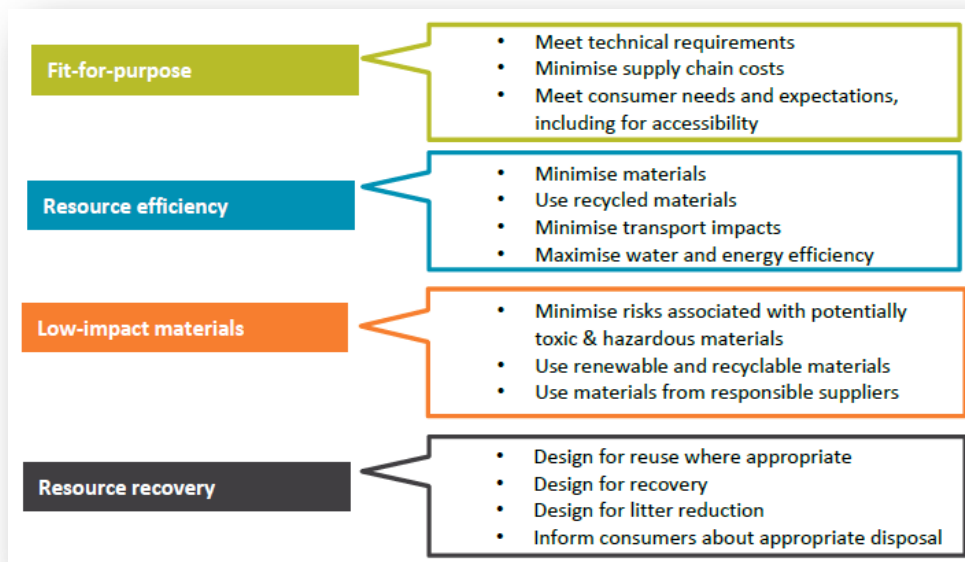 Fit-for-purpose
• Meet technical requirements
• Minimise supply chain costs
• Meet consumer needs and expectations,
including for accessibility
Resource efficiency
• Minimise materials
• Use recycled materials
• Minimise transport impacts
• Maximise water and energy efficiency
Low-impact materials
• Minimise risks associated with potentially
toxic & hazardous materials
• Use renewable and recyclable materials
• Use materials from responsible suppliers
Resource recovery
• Design for reuse where appropriate
• Design for recovery
• Design for litter reduction
• Inform consumers about appropriate disposal